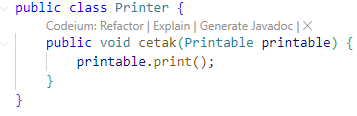 public class Printer {
Codeium: Refactor | Explain | Generate Javadoc | ×
public void cetak(Printable printable) {
printable.print();
}
}